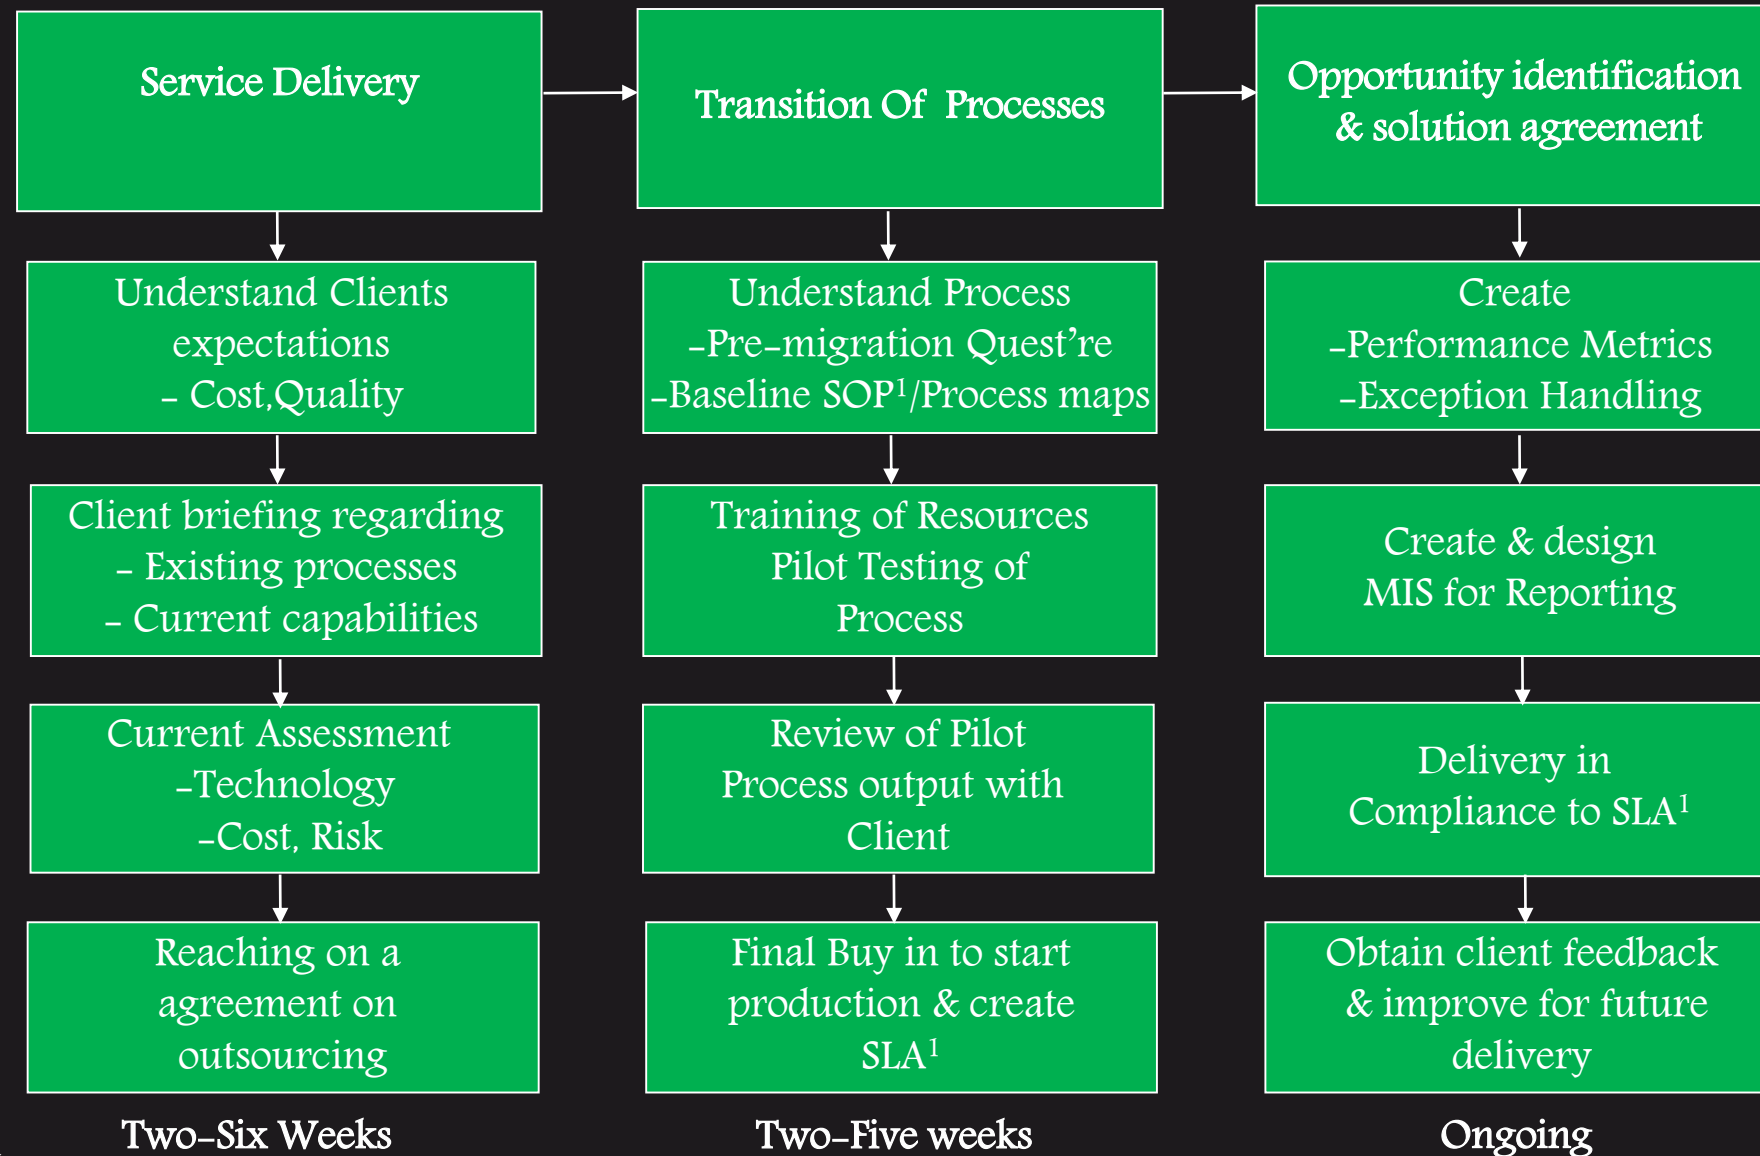 Service Delivery
Transition Of Processes
Opportunity identification
& solution agreement
Understand Clients
expectations
- Cost,Quality
Understand Process
-Pre-migration Quest're
-Baseline SOP¹/Process maps
Create
-Performance Metrics
-Exception Handling
Client briefing regarding
- Existing processes
- Current capabilities
Training of Resources
Pilot Testing of
Process
Create & design
MIS for Reporting
Current Assessment
-Technology
-Cost, Risk
Review of Pilot
Process output with
Client
Delivery in
Compliance to SLA¹
Reaching on a
agreement on
outsourcing
Final Buy in to start
production & create
SLA¹
Obtain client feedback
& improve for future
delivery
Two-Six Weeks
Two-Five weeks
Ongoing